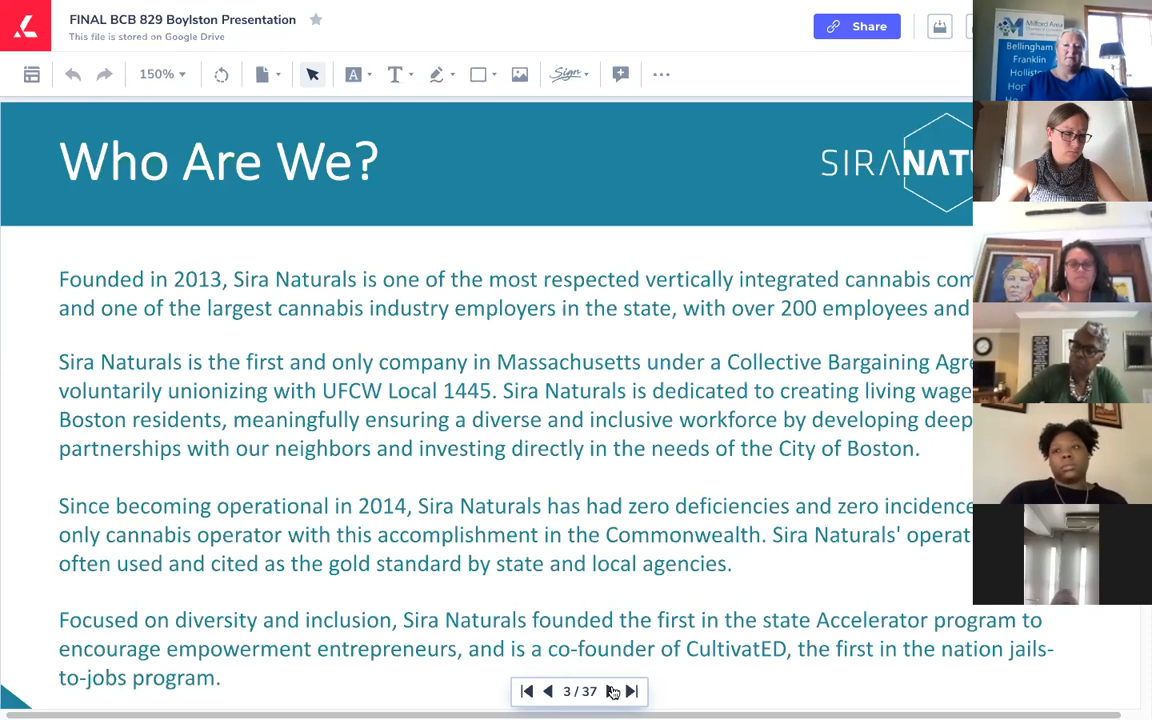 FINAL BCB 829 Boylston Presentation
This file is stored on Google Drive
Share
150%
T
A
Sign
Who Are We?
SIRANATU
Founded in 2013, Sira Naturals is one of the most respected vertically integrated cannabis com
and one of the largest cannabis industry employers in the state, with over 200 employees and
Sira Naturals is the first and only company in Massachusetts under a Collective Bargaining Agre
voluntarily unionizing with UFCW Local 1445. Sira Naturals is dedicated to creating living wage
Boston residents, meaningfully ensuring a diverse and inclusive workforce by developing deep
partnerships with our neighbors and investing directly in the needs of the City of Boston.
Since becoming operational in 2014, Sira Naturals has had zero deficiencies and zero incidence
only cannabis operator with this accomplishment in the Commonwealth. Sira Naturals' operat
often used and cited as the gold standard by state and local agencies.
Focused on diversity and inclusion, Sira Naturals founded the first in the state Accelerator program to
encourage empowerment entrepreneurs, and is a co-founder of CultivatED, the first in the nation jails-
to-jobs program.
3 / 37
Milford Area
Bellingham
Franklin
Hollist
Hop